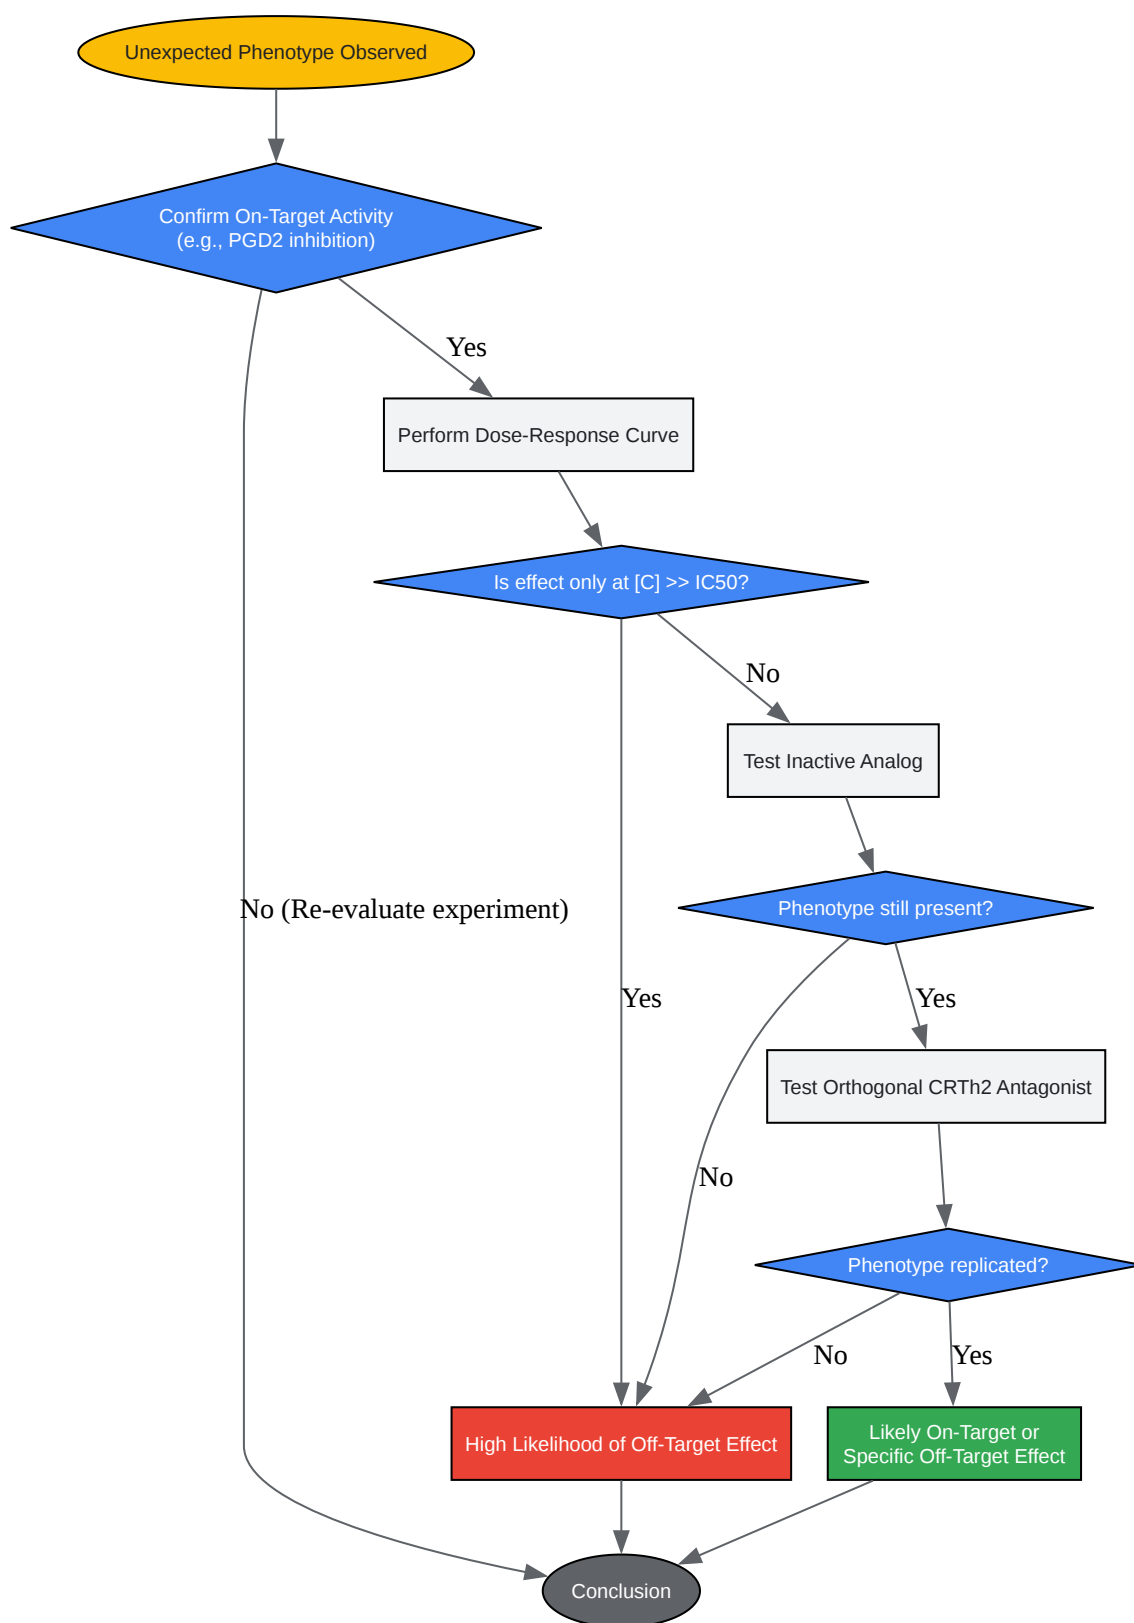 Unexpected Phenotype Observed
Confirm On-Target Activity
(e.g., PGD2 inhibition)
Yes
Perform Dose-Response Curve
Is effect only at [C] >> IC50?
No
Test Inactive Analog
Phenotype still present?
No (Re-evaluate experiment)
Yes
Yes
Test Orthogonal CRTh2 Antagonist
No
Phenotype replicated?
No
Yes
High Likelihood of Off-Target Effect
Likely On-Target or
Specific Off-Target Effect
Conclusion